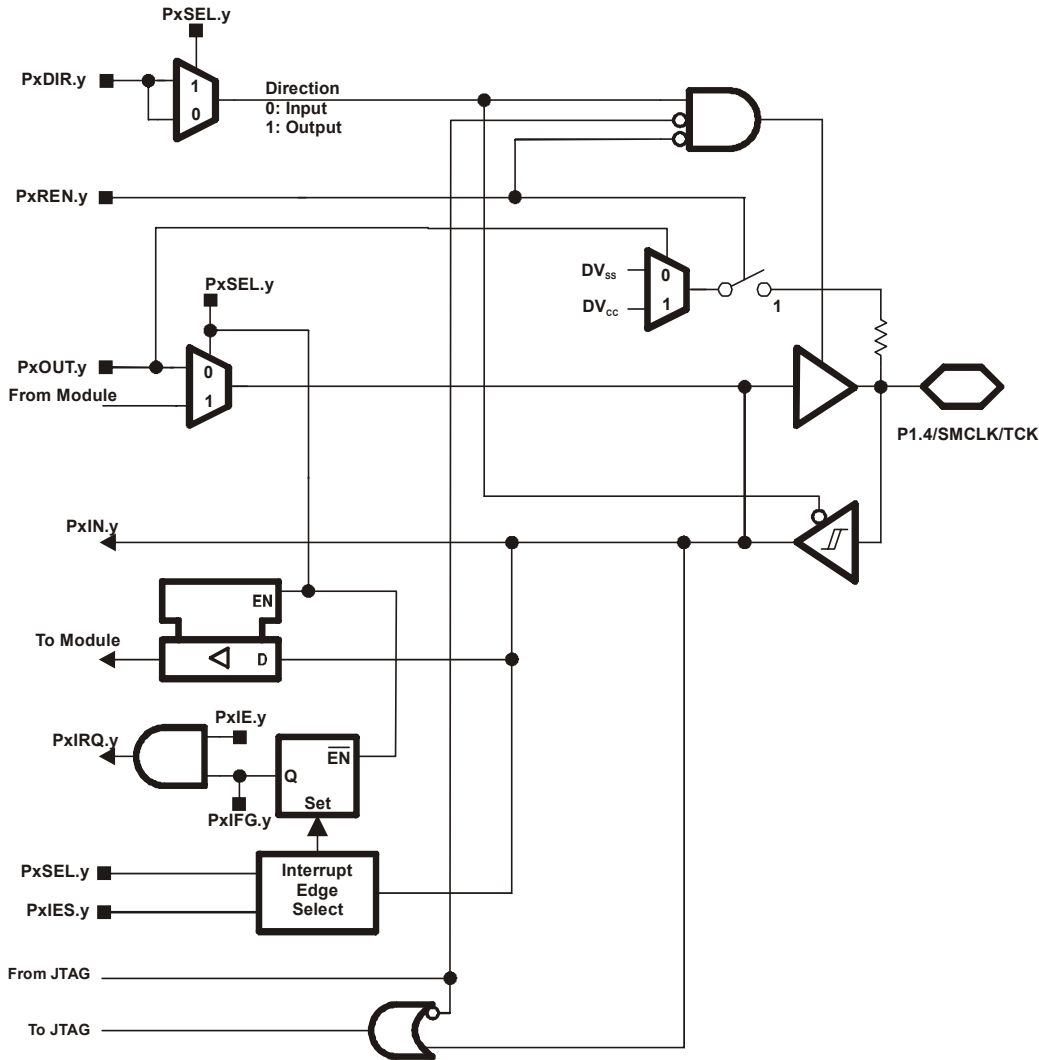 PxSEL.y
PxDIR.y
1
0
Direction
0: Input
1: Output
PxREN.y
DVSS
0
DVCC
1
1
PxSEL.y
PxOUT.y
0
From Module
1
P1.4/SMCLK/TCK
PxIN.y
EN
To Module
D
PxIE.y
PxIRQ.y
EN
Q
Set
PxIFG.y
PxSEL.y
Interrupt
Edge
Select
PxIES.y
From JTAG
To JTAG